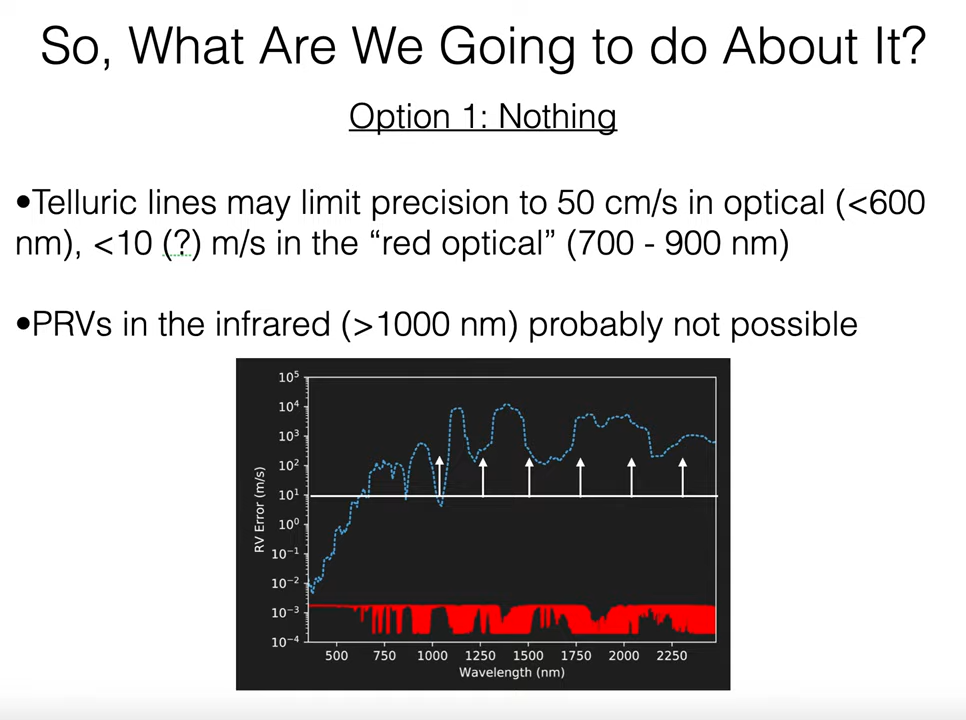 So, What Are We Going to do About It?
Option 1: Nothing
•Telluric lines may limit precision to 50 cm/s in optical (<600
nm), <10 (?) m/s in the “red optical” (700 - 900 nm)
•PRVs in the infrared (>1000 nm) probably not possible
10⁵
10⁴
10³
10²
10¹
10⁰
10⁻¹
10⁻²
10⁻³
10⁻⁴
RV Error (m/s)
500 750 1000 1250 1500 1750 2000 2250
Wavelength (nm)